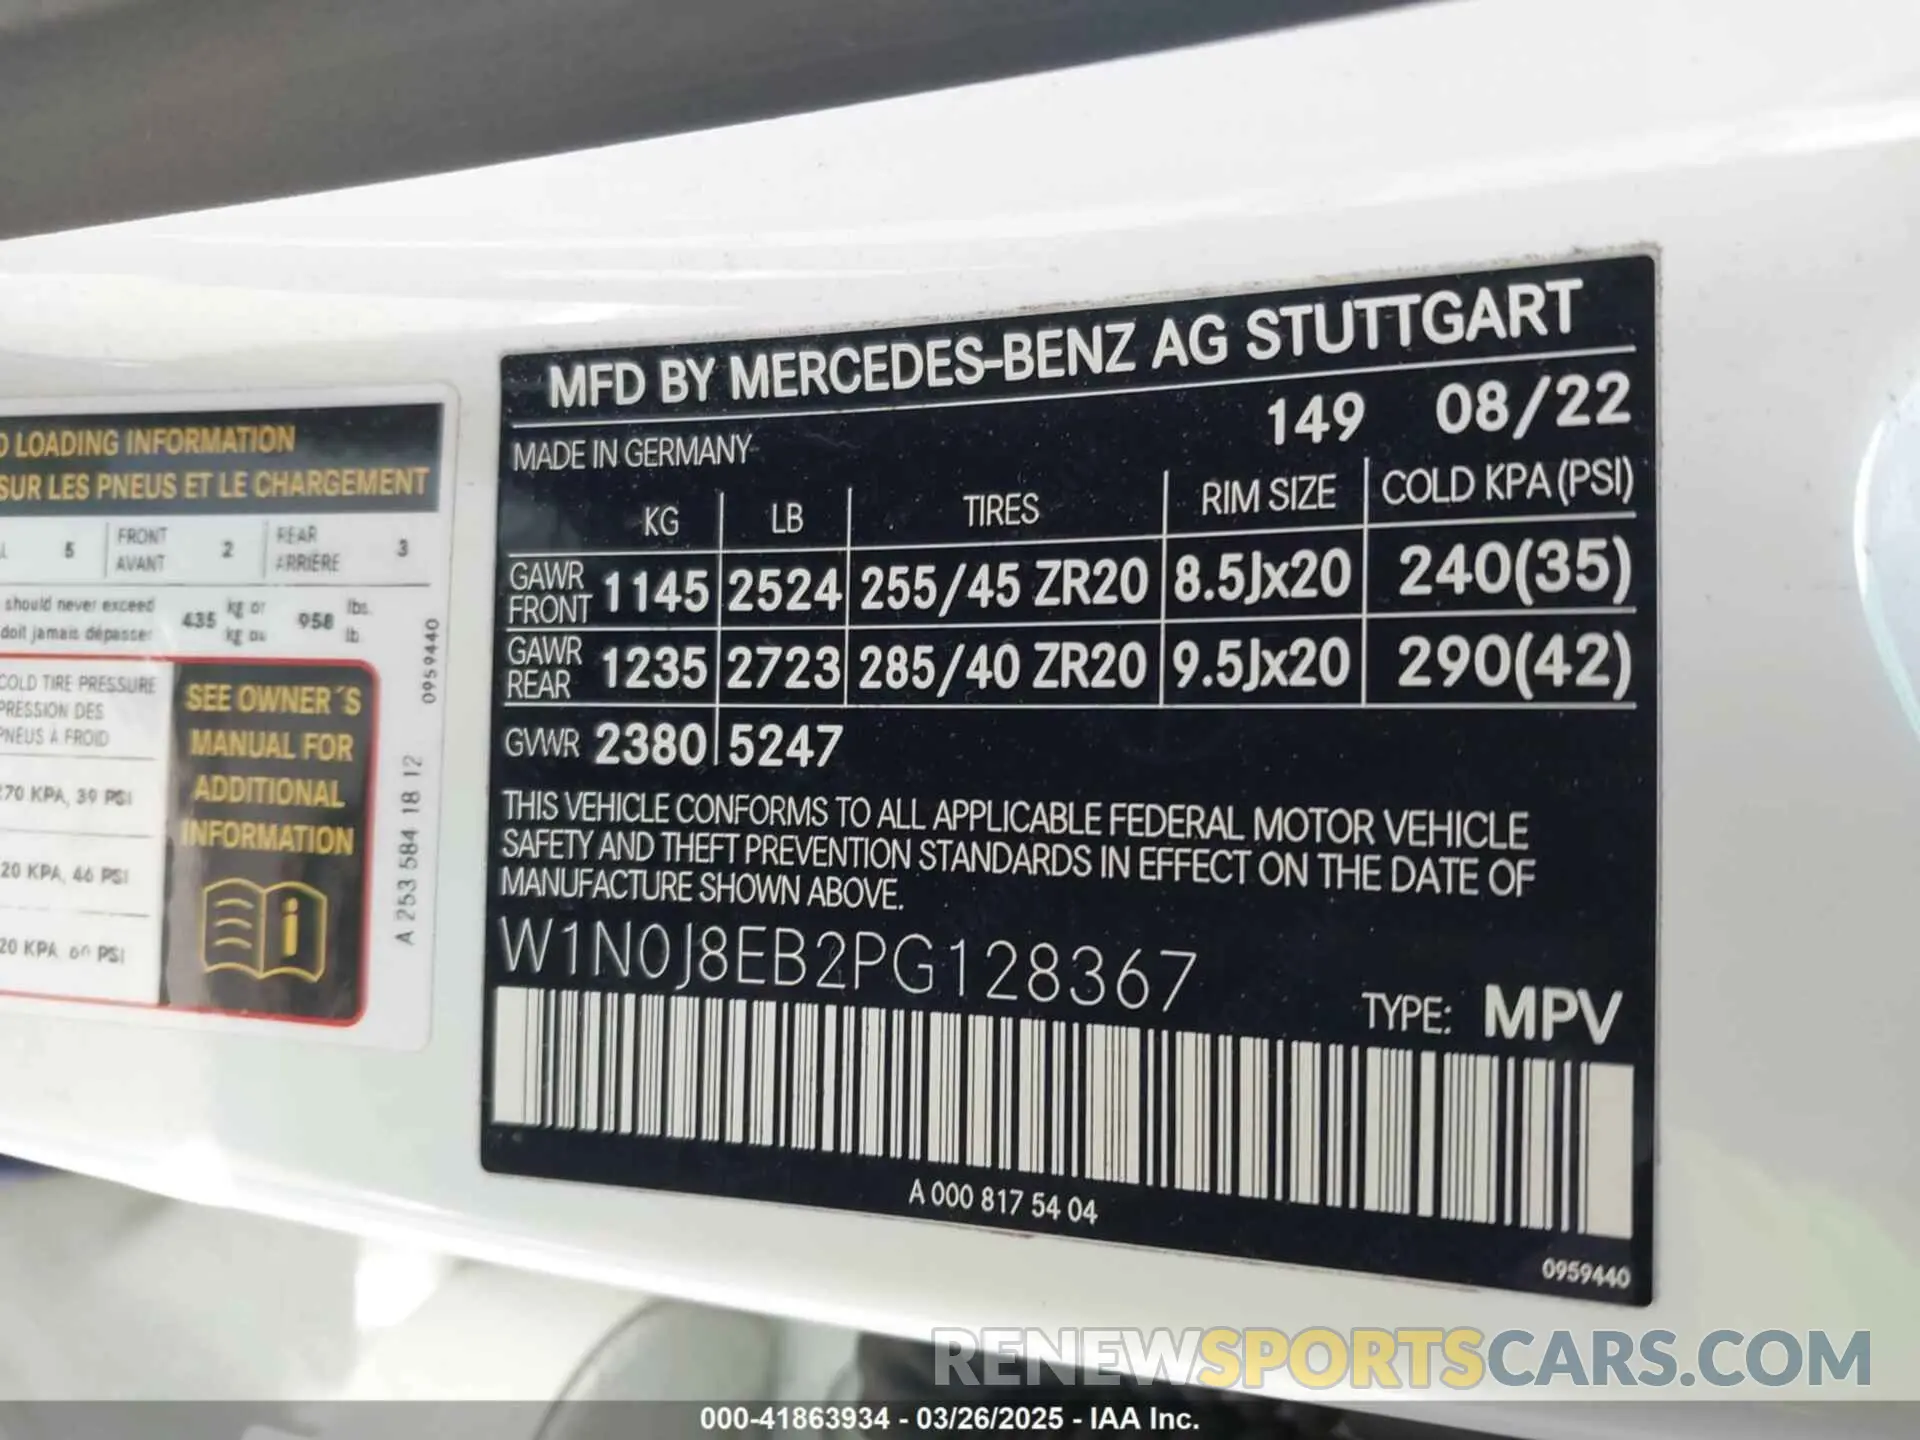 D LOADING INFORMATION
SUR LES PNEUS ET LE CHARGEMENT
5 FRONT AVANT 2 REAR ARRIÈRE 3
should never exceed 435 kg or 958 lbs.
doit jamais dépasser kg ou lb
0959440
COLD TIRE PRESSURE
PRESSION DES
PNEUS À FROID
70 KPA, 39 PSI
20 KPA, 46 PSI
20 KPA, 60 PSI
SEE OWNER´S
MANUAL FOR
ADDITIONAL
INFORMATION
i
A 253 584 18 12
MFD BY MERCEDES-BENZ AG STUTTGART
MADE IN GERMANY 149 08/22
KG LB TIRES RIM SIZE COLD KPA (PSI)
GAWR FRONT 1145 2524 255/45 ZR20 8.5Jx20 240(35)
GAWR REAR 1235 2723 285/40 ZR20 9.5Jx20 290(42)
GVWR 2380 5247
THIS VEHICLE CONFORMS TO ALL APPLICABLE FEDERAL MOTOR VEHICLE
SAFETY AND THEFT PREVENTION STANDARDS IN EFFECT ON THE DATE OF
MANUFACTURE SHOWN ABOVE.
W1N0J8EB2PG128367
TYPE: MPV
A 000 817 54 04
0959440
RENEWSPORTSCARS.COM
000-41863934 - 03/26/2025 - IAA Inc.